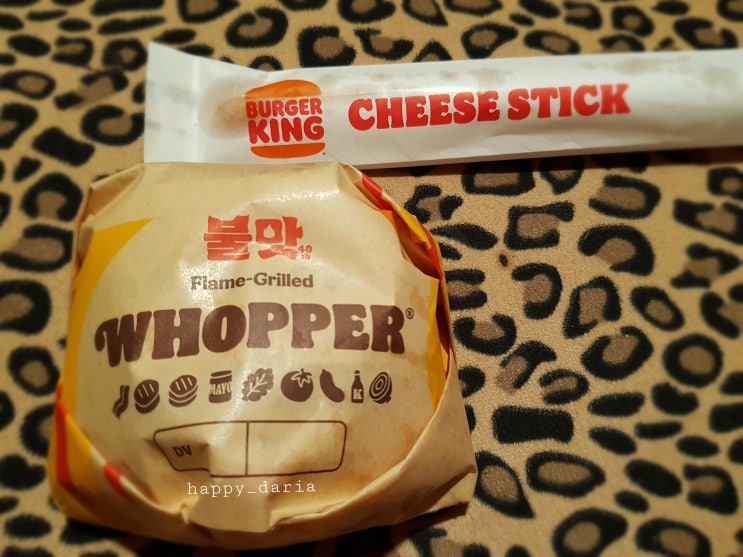 BURGER
KING
CHEESE STICK
불맛
Flame-Grilled
WHOPPER®
MAYO
K
DV
happy_daria